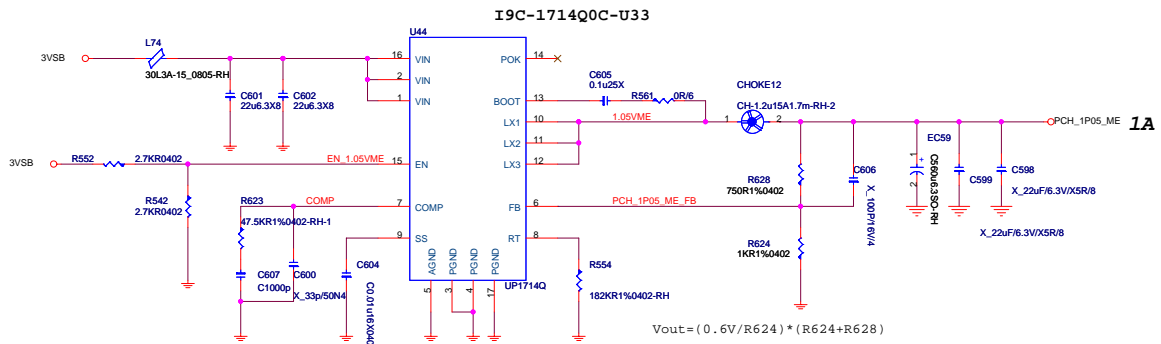 I9C-1714Q0C-U33
U44
L74
3VSB
30L3A-15_0805-RH
C601
22u6.3X8
C602
22u6.3X8
16
VIN
2
VIN
1
VIN
POK
14
C605
0.1u25X
BOOT
13
R561
0R/6
CHOKE12
CH-1.2u15A1.7m-RH-2
LX1
10
1.05VME
1
2
PCH_1P05_ME
1A
LX2
11
LX3
12
3VSB
R552
2.7KR0402
EN_1.05VME
15
EN
R542
2.7KR0402
R628
750R1%0402
C606
X_100P/16V/4
EC59
1
+
2
C560u6.3SO-RH
C599
X_22uF/6.3V/X5R/8
C598
X_22uF/6.3V/X5R/8
R623
47.5KR1%0402-RH-1
COMP
7
COMP
FB
6
PCH_1P05_ME_FB
9
SS
RT
8
R624
1KR1%0402
C607
C1000p
C600
X_33p/50N4
C604
C0.01u16X040
AGND
PGND
PGND
PGND
5
3
4
17
UP1714Q
R554
182KR1%0402-RH
Vout=(0.6V/R624)*(R624+R628)